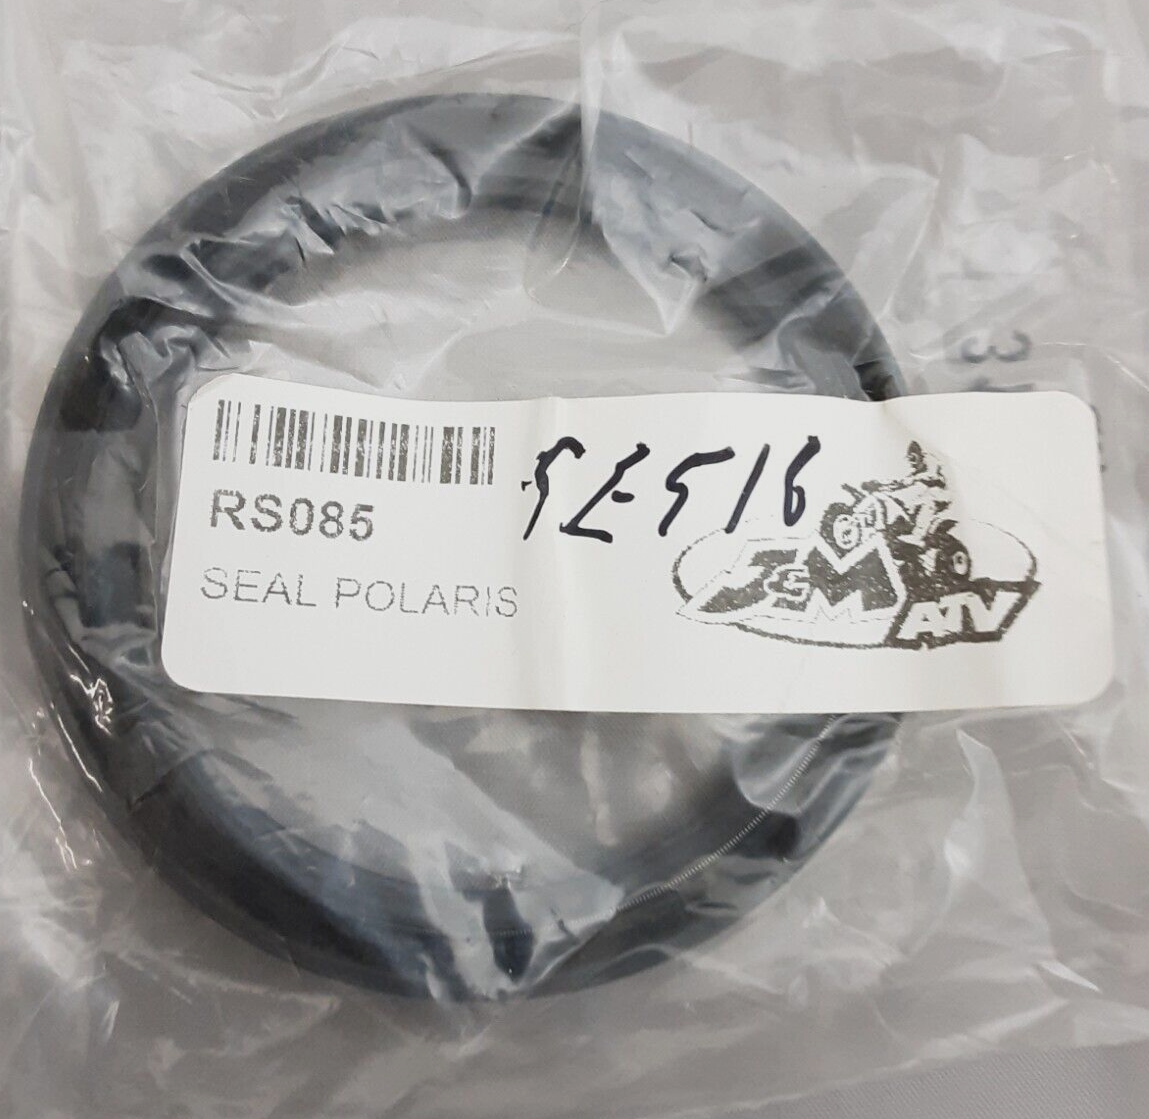 RS085
SE516
SEAL POLARIS
ATV